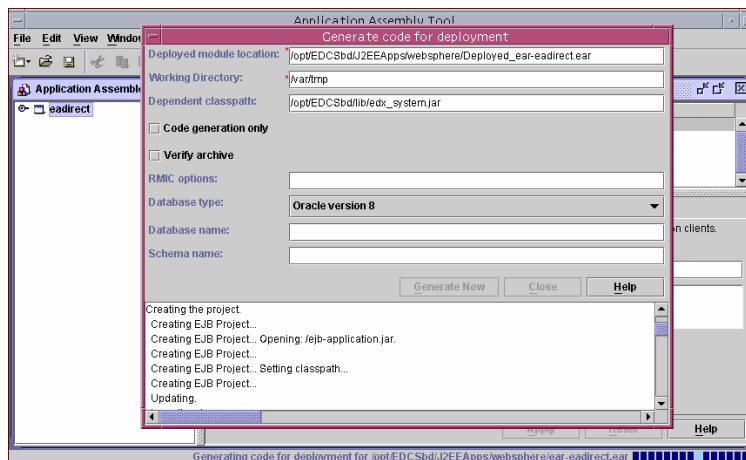 Application Assembly Tool
File Edit View Window
Generate code for deployment
Deployed module location: */opt/EDCSbd/J2EEApps/websphere/Deployed_ear-eadirect.ear
Working Directory: */var/tmp
Dependent classpath: /opt/EDCSbd/lib/edx_system.jar
Code generation only
Verify archive
RMIC options:
Database type: Oracle version 8
Database name:
Schema name:
Generate Now Close Help
Creating the project.
Creating EJB Project...
Creating EJB Project... Opening: /ejb-application.jar.
Creating EJB Project...
Creating EJB Project... Setting classpath...
Creating EJB Project...
Updating.
Application Assemble
eadirect
on clients.
Apply Reset Help
Generating code for deployment for /opt/EDCSbd/J2EEApps/websphere/ear-eadirect.ear